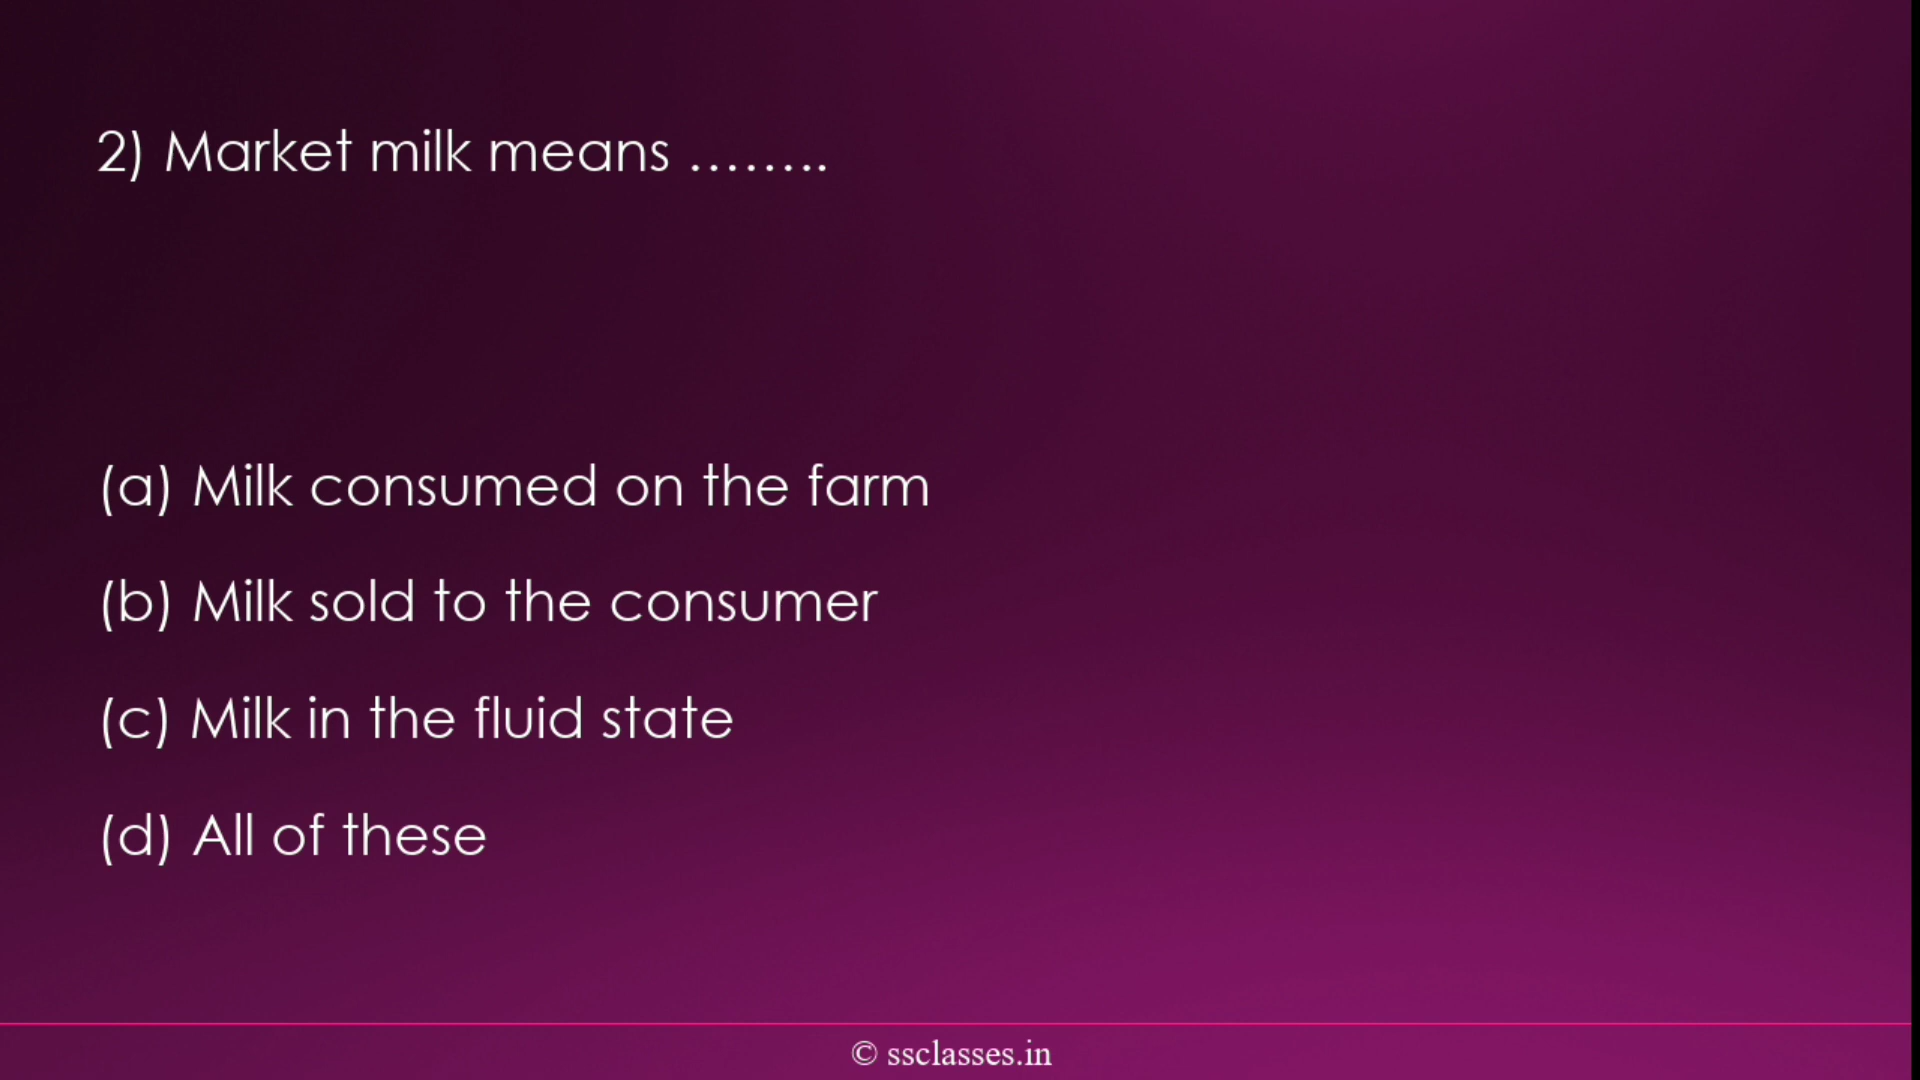 2) Market milk means ……..
(a) Milk consumed on the farm
(b) Milk sold to the consumer
(c) Milk in the fluid state
(d) All of these
© ssclasses.in